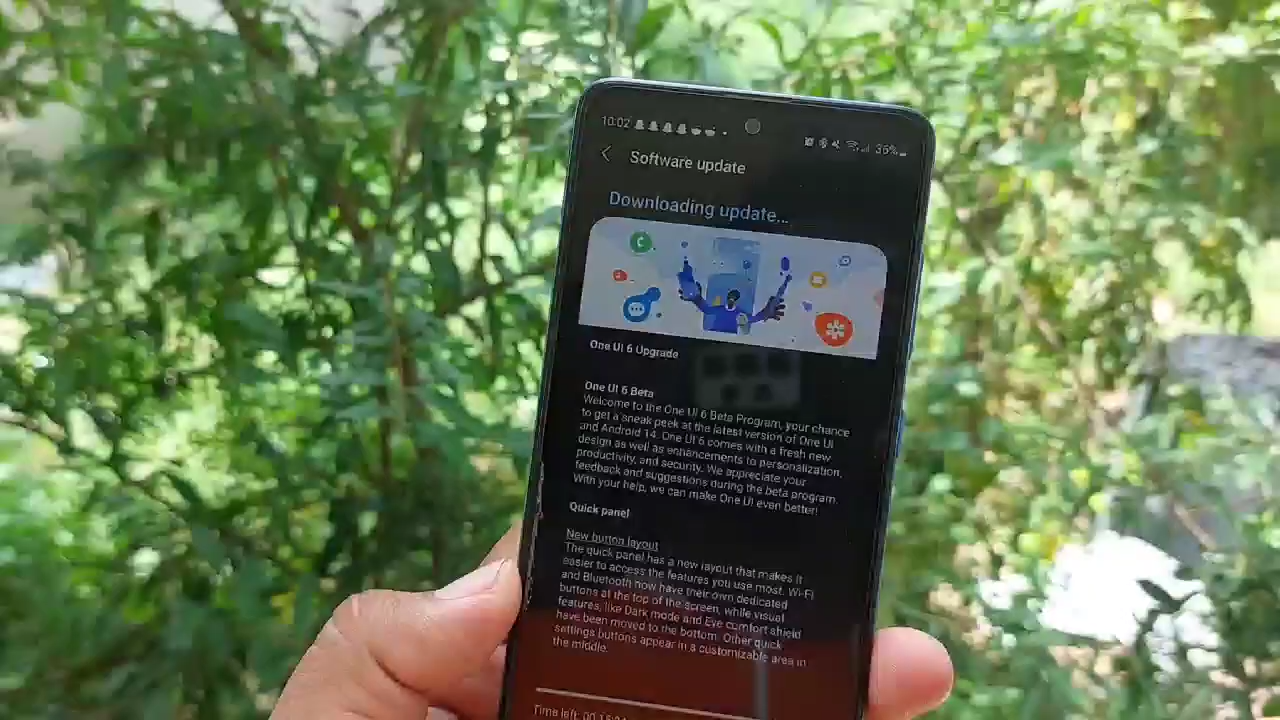 10:02
36%
Software update
Downloading update...
One UI 6 Upgrade
One UI 6 Beta
Welcome to the One UI 6 Beta Program, your chance
to get a sneak peek at the latest version of One UI
and Android 14. One UI 6 comes with a fresh new
design as well as enhancements to personalization,
productivity, and security. We appreciate your
feedback and suggestions during the beta program.
With your help, we can make One UI even better!
Quick panel
New button layout
The quick panel has a new layout that makes it
easier to access the features you use most. Wi-Fi
and Bluetooth now have their own dedicated
buttons at the top of the screen, while visual
features, like Dark mode and Eye comfort shield
have been moved to the bottom. Other quick
settings buttons appear in a customizable area in
the middle.
Time left: